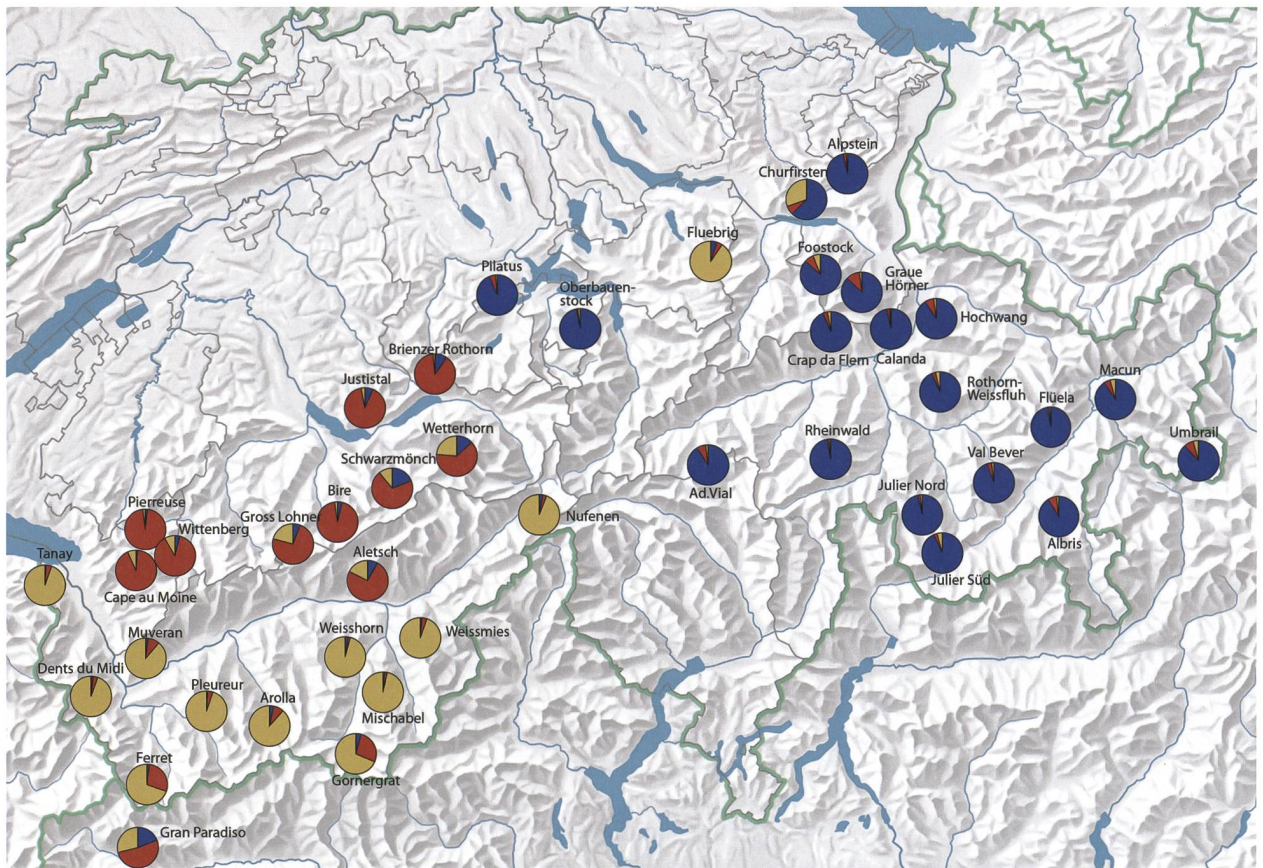 Alpstein
Churfirsten
Fluebrig
Foostock
Pilatus
Graue
Hörner
Oberbauen-
stock
Hochwang
Crap da Flem
Calanda
Brienzer Rothorn
Justistal
Rothorn-
Weissfluh
Macun
Flüela
Wetterhorn
Rheinwald
Umbrail
Schwarzmönch
Val Bever
Ad.Vial
Julier Nord
Bire
Pierreuse
Gross Lohner
Wittenberg
Nufenen
Albris
Tanay
Aletsch
Julier Süd
Cape au Moine
Muveran
Weisshorn
Weissmies
Dents du Midi
Pleureur
Arolla
Mischabel
Ferret
Gornergrat
Gran Paradiso